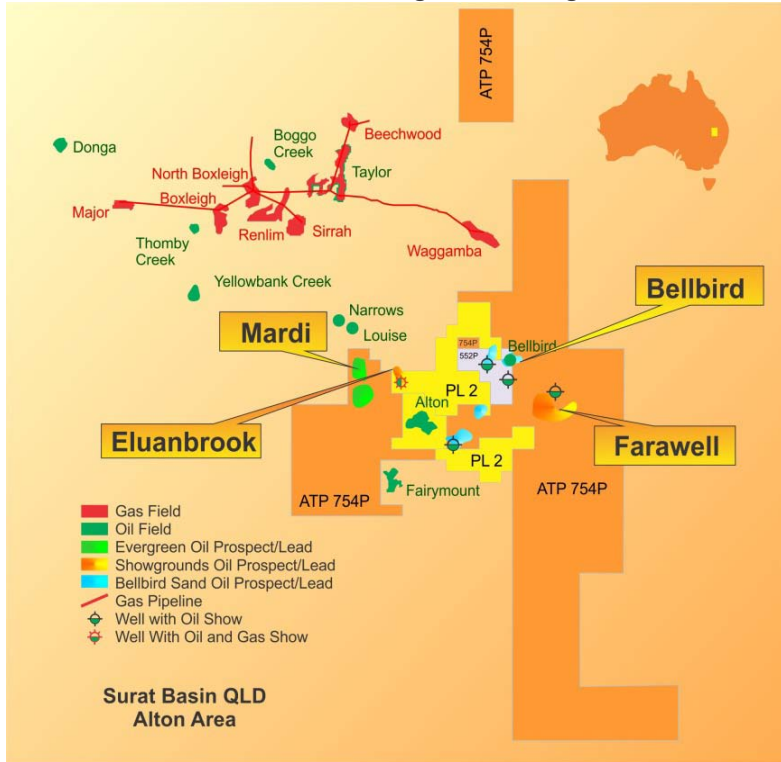 ATP 754P
Beechwood
Boggo
Creek
Donga
Taylor
North Boxleigh
Boxleigh
Major
Renlim
Sirrah
Thomby
Creek
Waggamba
Yellowbank Creek
Bellbird
Narrows
Mardi
Louise
754P
552P
Bellbird
PL 2
Alton
Eluanbrook
Farawell
PL 2
ATP 754P
ATP 754P
Fairymount
Gas Field
Oil Field
Evergreen Oil Prospect/Lead
Showgrounds Oil Prospect/Lead
Bellbird Sand Oil Prospect/Lead
Gas Pipeline
Well with Oil Show
Well With Oil and Gas Show
Surat Basin QLD
Alton Area